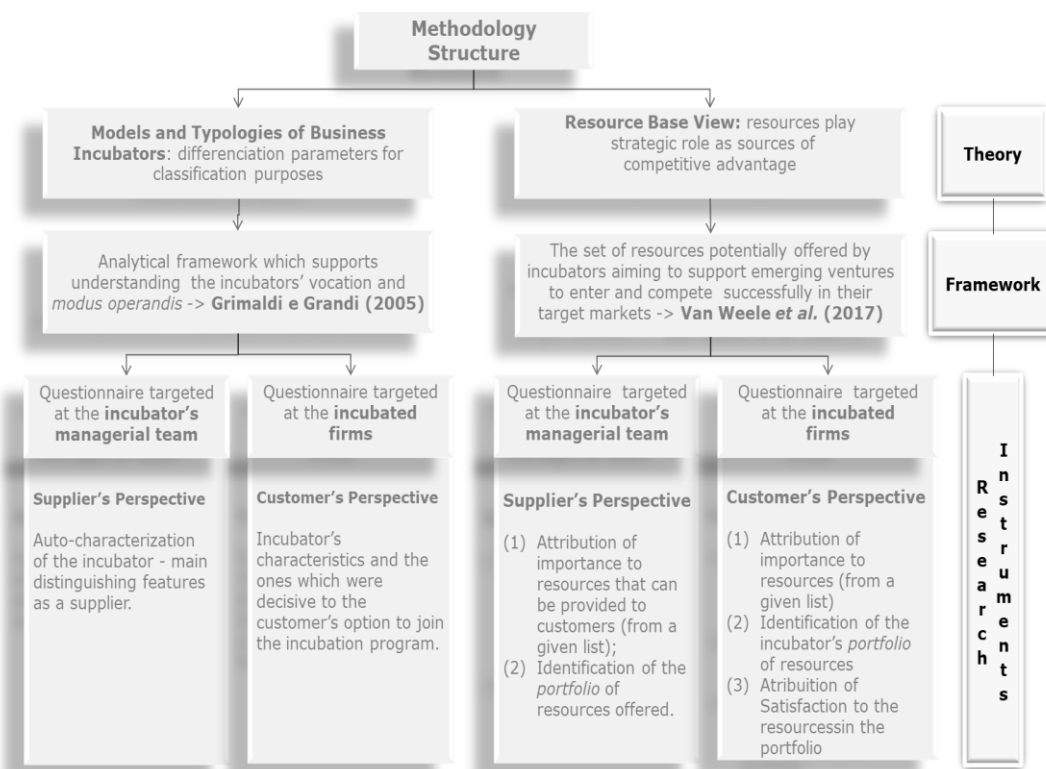 Methodology
Structure
Models and Typologies of Business
Incubators: differenciation parameters for
classification purposes
Resource Base View: resources play
strategic role as sources of
competitive advantage
Theory
Analytical framework which supports
understanding the incubators' vocation and
modus operandis -> Grimaldi e Grandi (2005)
The set of resources potentially offered by
incubators aiming to support emerging ventures
to enter and compete successfully in their
target markets -> Van Weele et al. (2017)
Framework
Questionnaire targeted
at the incubator's
managerial team
Questionnaire targeted
at the incubated
firms
Questionnaire targeted
at the incubator's
managerial team
Questionnaire targeted
at the incubated
firms
Supplier's Perspective
Auto-characterization
of the incubator - main
distinguishing features
as a supplier.
Customer's Perspective
Incubator's
characteristics and the
ones which were
decisive to the
customer's option to join
the incubation program.
Supplier's Perspective
(1) Attribution of
importance to
resources that can
be provided to
customers (from a
given list);
(2) Identification of the
portfolio of
resources offered.
Customer's Perspective
(1) Attribution of
importance to
resources (from a
given list)
(2) Identification of the
incubator's portfolio
of resources
(3) Atribuition of
Satisfaction to the
resourcessin the
portfolio
Research
Instruments